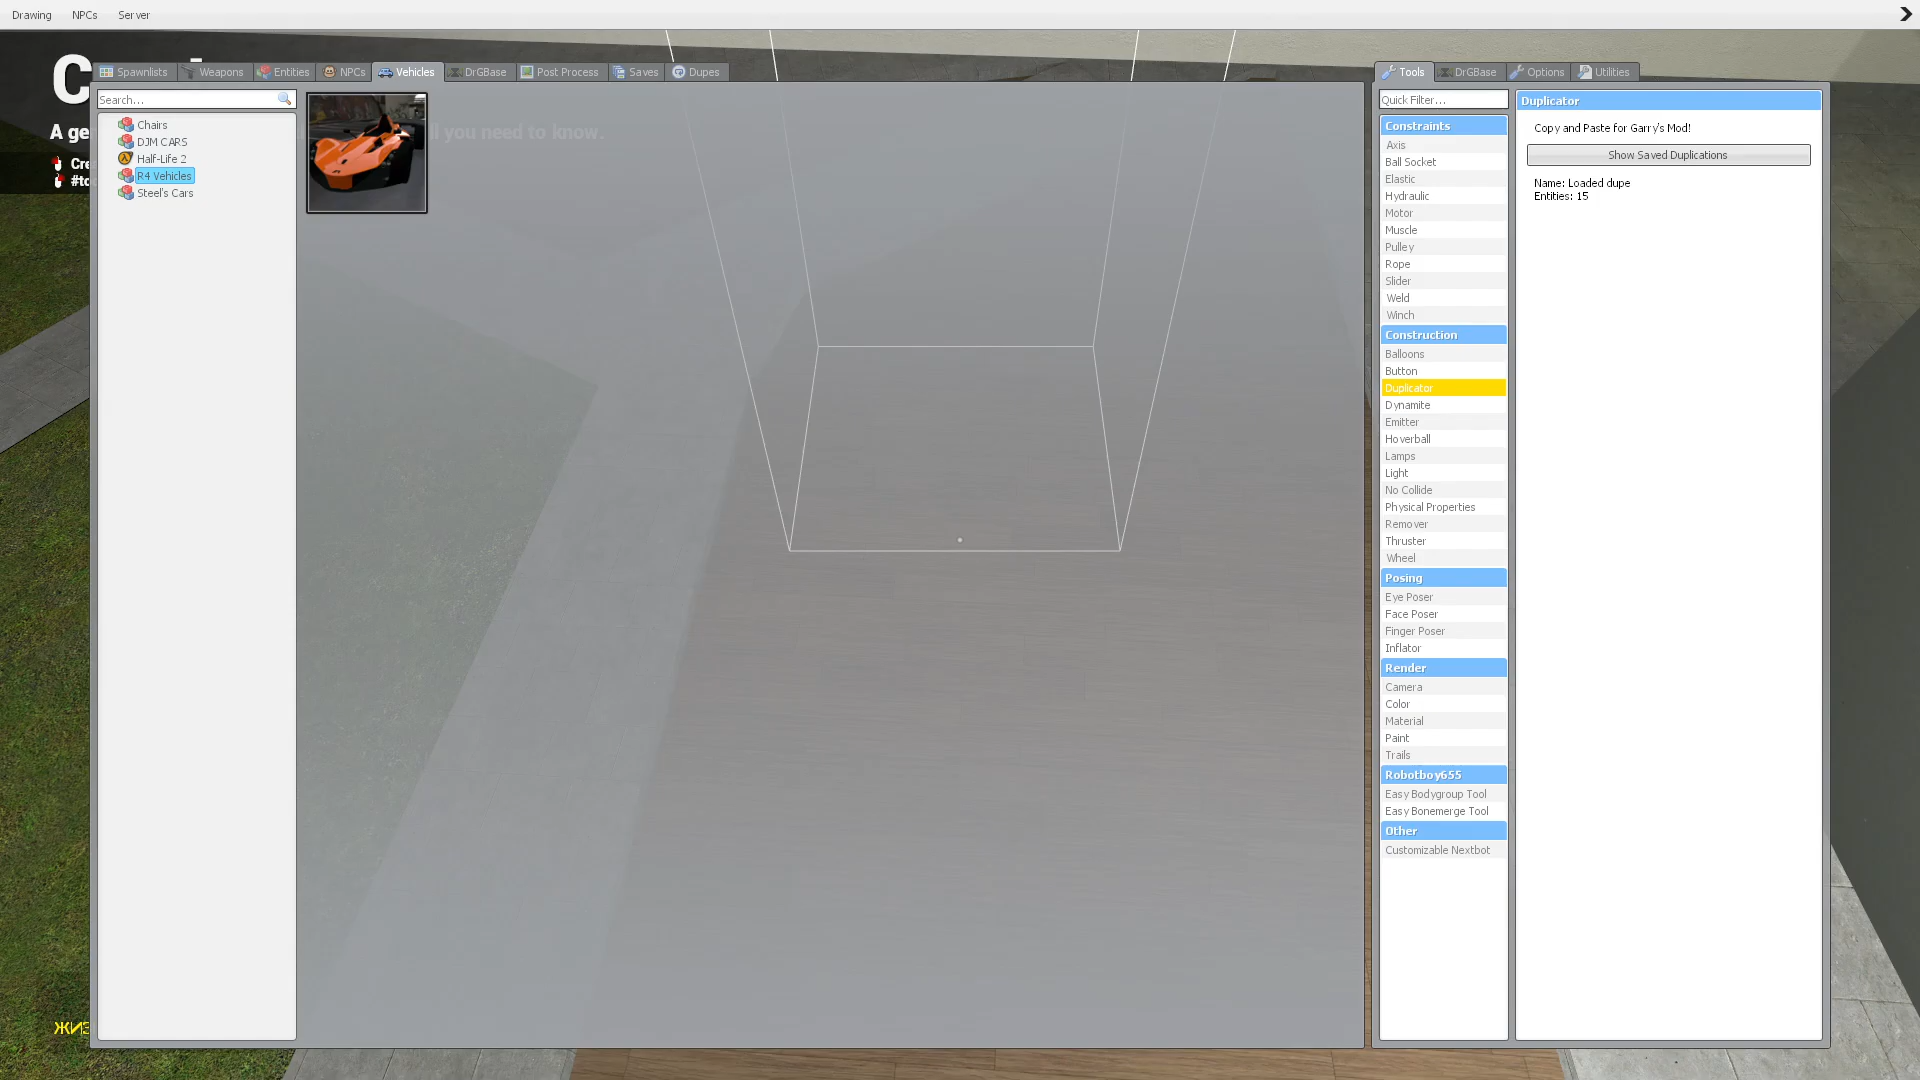 Drawing NPCs Server
Spawnlists Weapons Entities NPCs Vehicles DrGBase Post Process Saves Dupes
Tools DrGBase Options Utilities
Search...
Chairs
DJM CARS
Half-Life 2
R4 Vehicles
Steel's Cars
C
A ge
ll you need to know.
Cre
#to
ЖИЗ
Quick Filter...
Constraints
Axis
Ball Socket
Elastic
Hydraulic
Motor
Muscle
Pulley
Rope
Slider
Weld
Winch
Construction
Balloons
Button
Duplicator
Dynamite
Emitter
Hoverball
Lamps
Light
No Collide
Physical Properties
Remover
Thruster
Wheel
Posing
Eye Poser
Face Poser
Finger Poser
Inflator
Render
Camera
Color
Material
Paint
Trails
Robotboy655
Easy Bodygroup Tool
Easy Bonemerge Tool
Other
Customizable Nextbot
Duplicator
Copy and Paste for Garry's Mod!
Show Saved Duplications
Name: Loaded dupe
Entities: 15